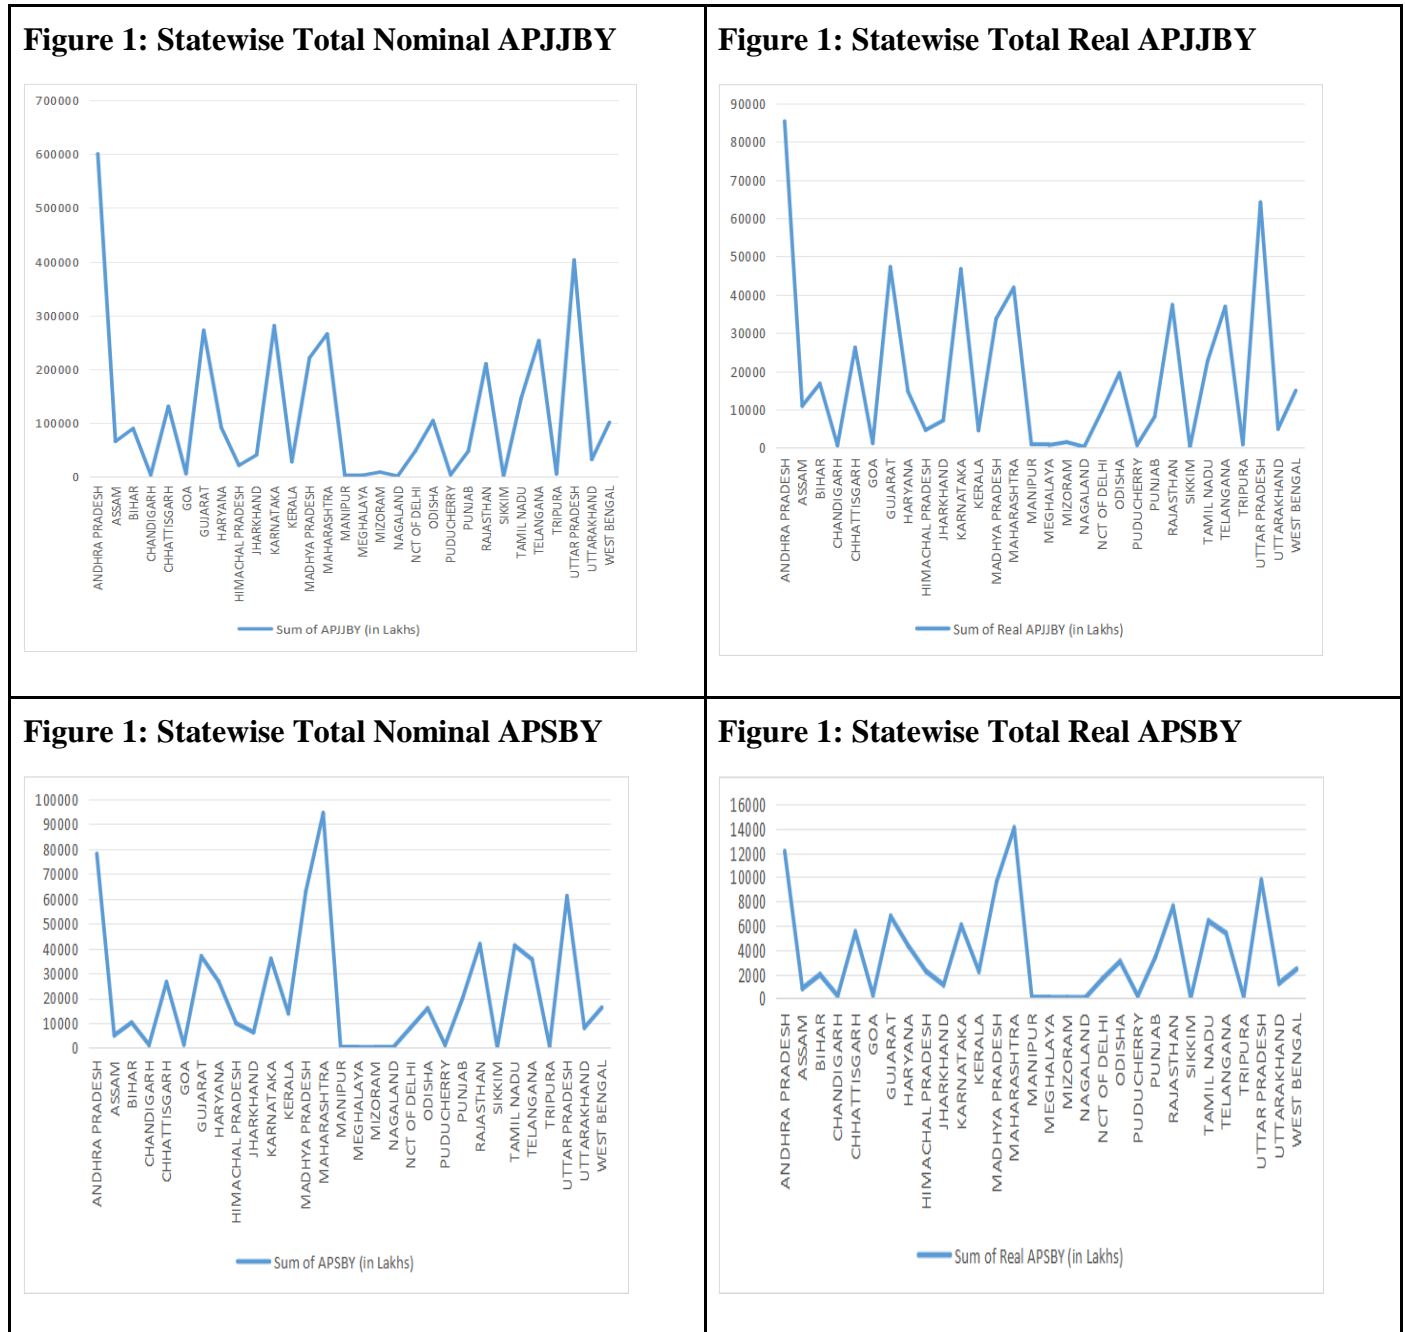 Figure 1: Statewise Total Nominal APJJBY
700000
600000
500000
400000
300000
200000
100000
0
ANDHRA PRADESH
ASSAM
BIHAR
CHANDIGARH
CHHATTISGARH
GOA
GUJARAT
HARYANA
HIMACHAL PRADESH
JHARKHAND
KARNATAKA
KERALA
MADHYA PRADESH
MAHARASHTRA
MANIPUR
MEGHALAYA
MIZORAM
NAGALAND
NCT OF DELHI
ODISHA
PUDUCHERRY
PUNJAB
RAJASTHAN
SIKKIM
TAMIL NADU
TELANGANA
TRIPURA
UTTAR PRADESH
UTTARAKHAND
WEST BENGAL
Sum of APJJBY (in Lakhs)
Figure 1: Statewise Total Real APJJBY
90000
80000
70000
60000
50000
40000
30000
20000
10000
0
ANDHRA PRADESH
ASSAM
BIHAR
CHANDIGARH
CHHATISGARH
GOA
GUJARAT
HARYANA
HIMACHAL PRADESH
JHARKHAND
KARNATAKA
KERALA
MADHYA PRADESH
MAHARASHTRA
MANIPUR
MEGHALAYA
MIZORAM
NAGALAND
NCT OF DELHI
ODISHA
PUDUCHERRY
PUNJAB
RAJASTHAN
SIKKIM
TAMIL NADU
TELANGANA
TRIPURA
UTTAR PRADESH
UTTARAKHAND
WEST BENGAL
Sum of Real APJJBY (in Lakhs)
Figure 1: Statewise Total Nominal APSBY
100000
90000
80000
70000
60000
50000
40000
30000
20000
10000
0
ANDHRA PRADESH
ASSAM
BIHAR
CHANDIGARH
CHHATTISGARH
GOA
GUJARAT
HARYANA
HIMACHAL PRADESH
JHARKHAND
KARNATAKA
KERALA
MADHYA PRADESH
MAHARASHTRA
MANIPUR
MEGHALAYA
MIZORAM
NAGALAND
NCT OF DELHI
ODISHA
PUDUCHERRY
PUNJAB
RAJASTHAN
SIKKIM
TAMIL NADU
TELANGANA
TRIPURA
UTTAR PRADESH
UTTARAKHAND
WEST BENGAL
Sum of APSBY (in Lakhs)
Figure 1: Statewise Total Real APSBY
16000
14000
12000
10000
8000
6000
4000
2000
0
ANDHRA PRADESH
ASSAM
BIHAR
CHANDIGARH
CHHATTISGARH
GOA
GUJARAT
HARYANA
HIMACHAL PRADESH
JHARKHAND
KARNATAKA
KERALA
MADHYA PRADESH
MAHARASHTRA
MANIPUR
MEGHALAYA
MIZORAM
NAGALAND
NCT OF DELHI
ODISHA
PUDUCHERRY
PUNJAB
RAJASTHAN
SIKKIM
TAMIL NADU
TELANGANA
TRIPURA
UTTAR PRADESH
UTTARAKHAND
WEST BENGAL
Sum of Real APSBY (in Lakhs)